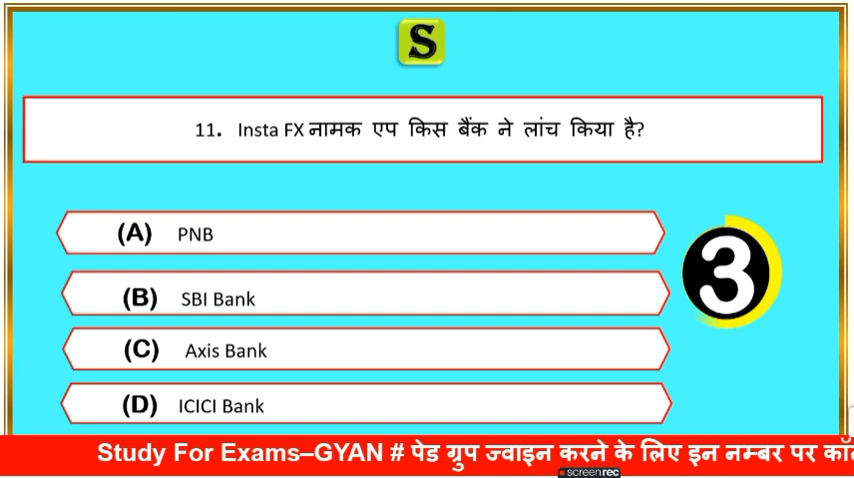 S
11. Insta FX नामक एप किस बैंक ने लांच किया है?
(A) PNB
(B) SBI Bank
3
(C) Axis Bank
(D) ICICI Bank
Study For Exams–GYAN # पेड ग्रुप ज्वाइन करने के लिए इन नम्बर पर
screenrec